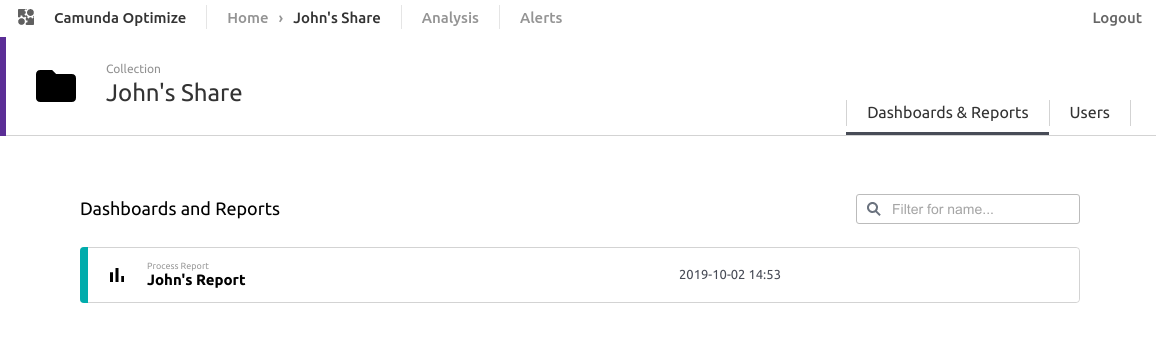 Camunda Optimize Home › John's Share Analysis Alerts Logout
Collection
John's Share
Dashboards & Reports Users
Dashboards and Reports Filter for name...
Process Report
John's Report 2019-10-02 14:53